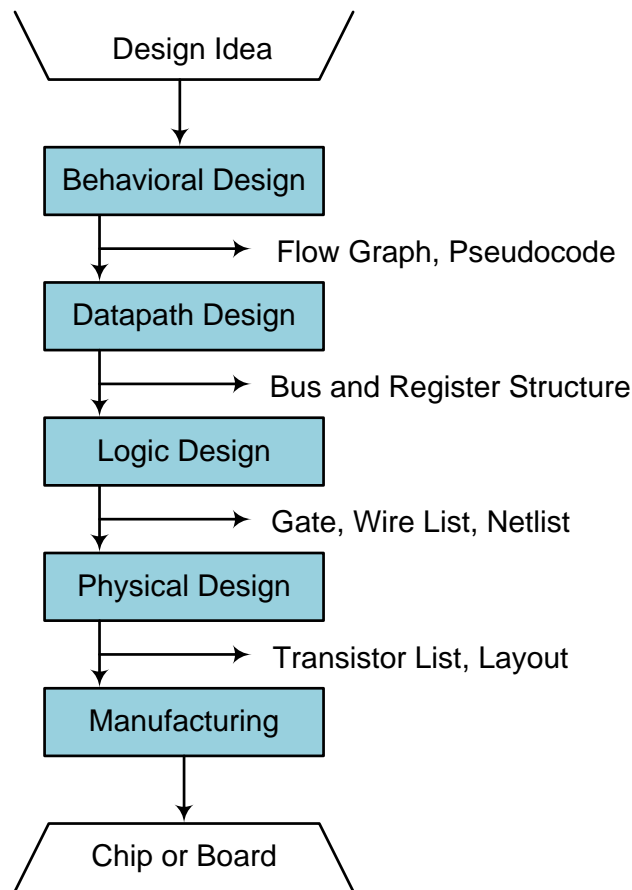 Design Idea
Behavioral Design
Flow Graph, Pseudocode
Datapath Design
Bus and Register Structure
Logic Design
Gate, Wire List, Netlist
Physical Design
Transistor List, Layout
Manufacturing
Chip or Board